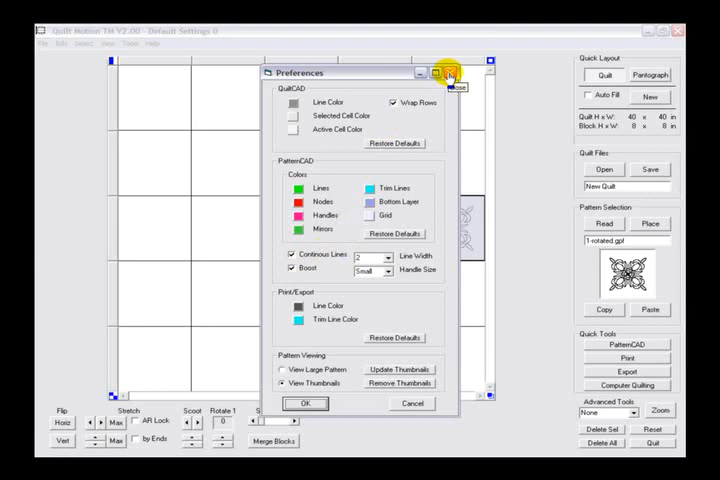 Quilt Motion TM V2.00 - Default Settings 0
File Edit Select View Tools Help
Preferences
Close
QuiltCAD
Line Color
Wrap Rows
Selected Cell Color
Active Cell Color
Restore Defaults
PatternCAD
Colors
Lines
Trim Lines
Nodes
Bottom Layer
Handles
Grid
Mirrors
Restore Defaults
Continous Lines
2
Line Width
Boost
Small
Handle Size
Print/Export
Line Color
Trim Line Color
Restore Defaults
Pattern Viewing
View Large Pattern
Update Thumbnails
View Thumbnails
Remove Thumbnails
OK
Cancel
Quick Layout
Quilt
Pantograph
Auto Fill
New
Quilt H x W: 40 x 40 in
Block H x W: 8 x 8 in
Quilt Files
Open
Save
New Quilt
Pattern Selection
Read
Place
1-rotated.gpf
Copy
Paste
Quick Tools
PatternCAD
Print
Export
Computer Quilting
Advanced Tools
None
Zoom
Delete Sel
Reset
Delete All
Quit
Flip
Stretch
Scoot
Rotate 1
Horiz
Max
AR Lock
0
Vert
Max
by Ends
Merge Blocks